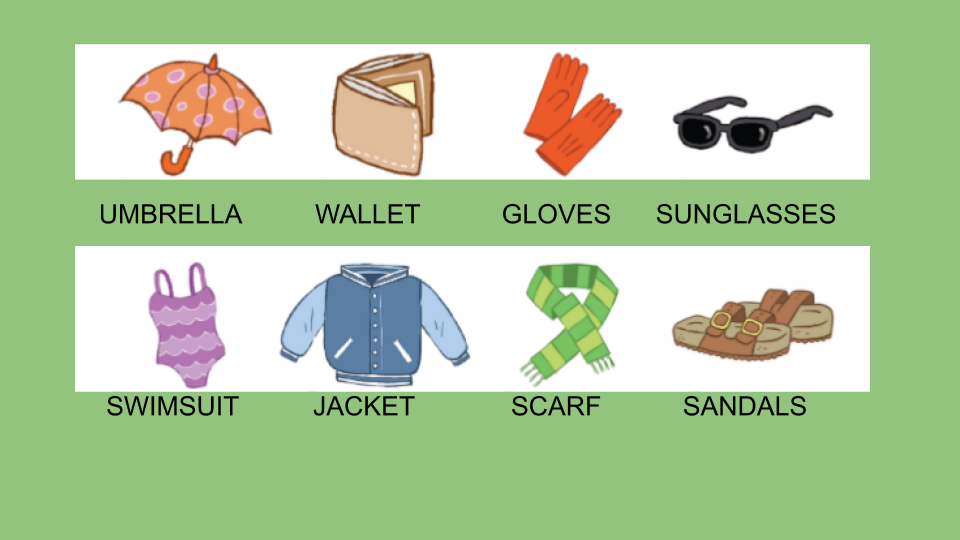 UMBRELLA WALLET GLOVES SUNGLASSES
SWIMSUIT JACKET SCARF SANDALS